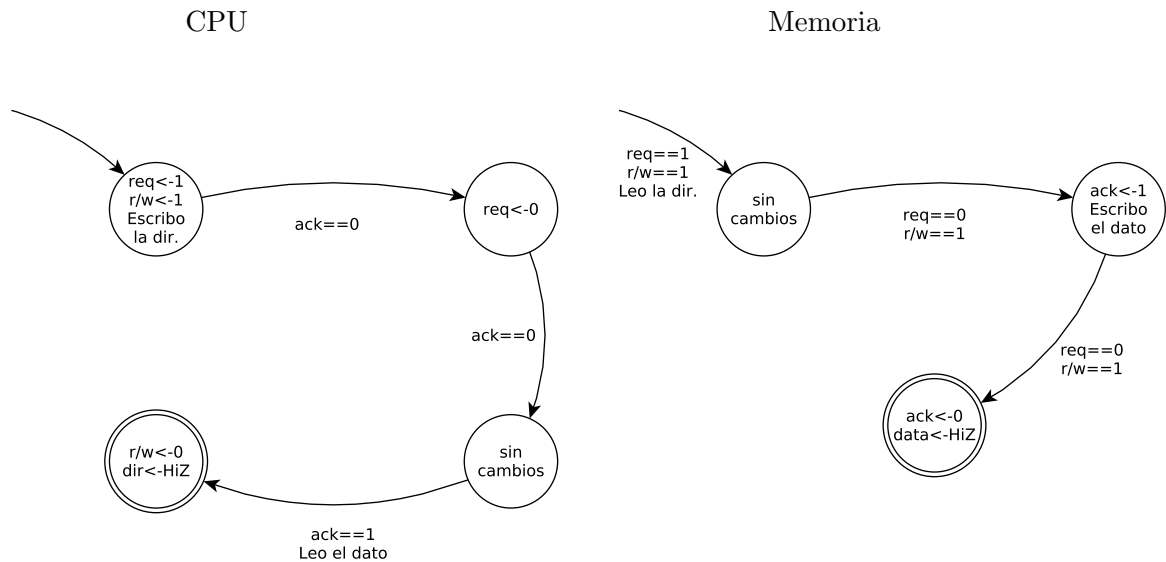 CPU
req<-1
r/w<-1
Escribo
la dir.
ack==0
req<-0
ack==0
sin
cambios
ack==1
Leo el dato
r/w<-0
dir<-HiZ
Memoria
req==1
r/w==1
Leo la dir.
sin
cambios
req==0
r/w==1
ack<-1
Escribo
el dato
req==0
r/w==1
ack<-0
data<-HiZ